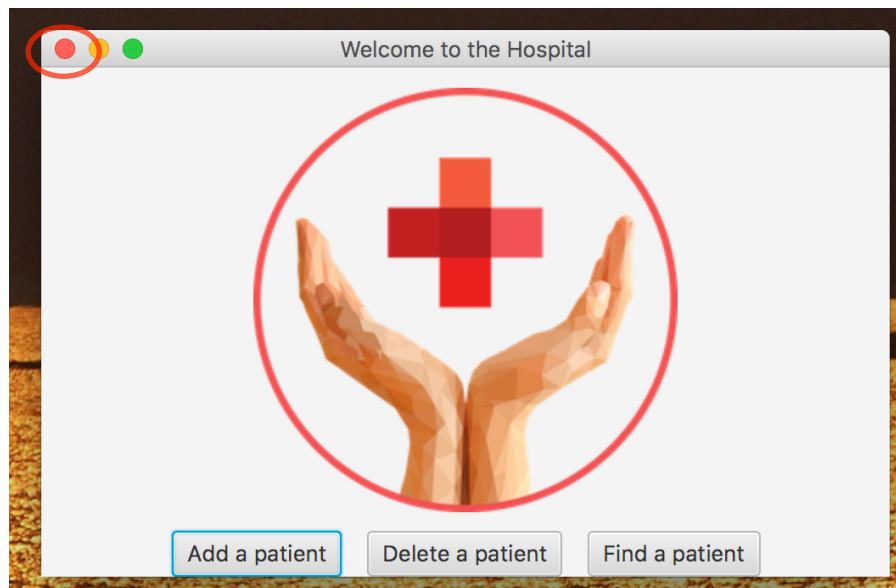 Welcome to the Hospital
Add a patient Delete a patient Find a patient